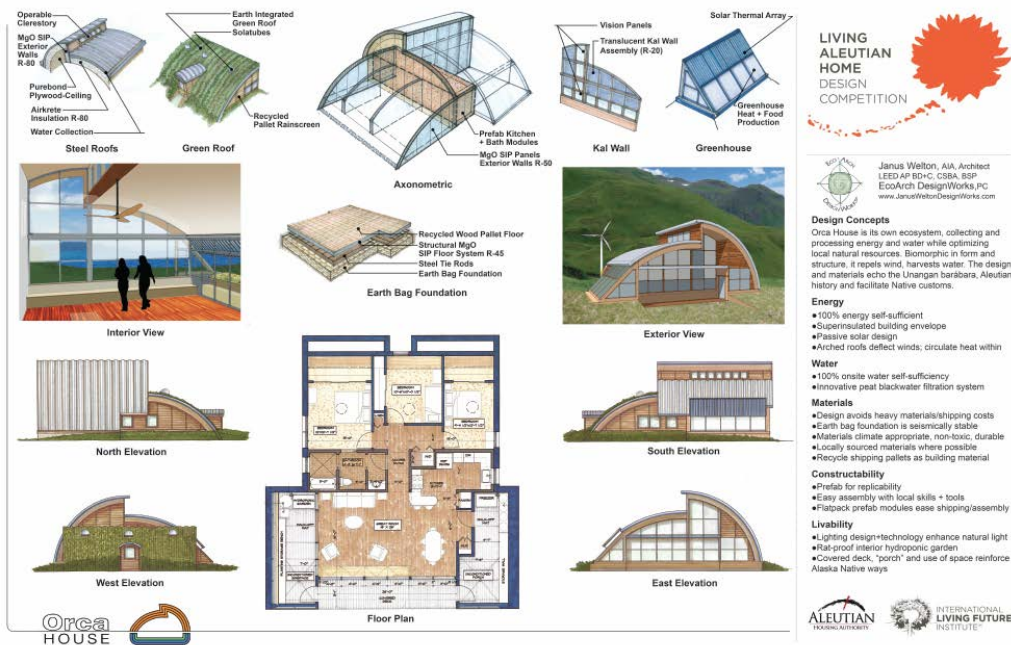 Operable
Clerestory
MgO SIP
Exterior
Walls
R-80
Purebond
Plywood-Ceiling
Airkrete
Insulation R-80
Water Collection
Steel Roofs
Earth Integrated
Green Roof
Solatubes
Recycled
Pallet Rainscreen
Green Roof
Prefab Kitchen
+ Bath Modules
MgO SIP Panels
Exterior Walls R-50
Axonometric
Vision Panels
Translucent Kal Wall
Assembly (R-20)
Kal Wall
Solar Thermal Array
Greenhouse
Heat + Food
Production
Greenhouse
Interior View
Recycled Wood Pallet Floor
Structural MgO
SIP Floor System R-45
Steel Tie Rods
Earth Bag Foundation
Earth Bag Foundation
Exterior View
North Elevation
West Elevation
BEDROOM
BEDROOM
BEDROOM
GREAT ROOM
Floor Plan
South Elevation
East Elevation
Orca
HOUSE
LIVING
ALEUTIAN
HOME
DESIGN
COMPETITION
ECO ARCH
DESIGNWORKS
Janus Welton, AIA, Architect
LEED AP BD+C, CSBA, BSP
EcoArch DesignWorks,PC
www.JanusWeltonDesignWorks.com
Design Concepts
Orca House is its own ecosystem, collecting and
processing energy and water while optimizing
local natural resources. Biomorphic in form and
structure, it repels wind, harvests water. The design
and materials echo the Unangan barábara, Aleutian
history and facilitate Native customs.
Energy
●100% energy self-sufficient
●Superinsulated building envelope
●Passive solar design
●Arched roofs deflect winds; circulate heat within
Water
●100% onsite water self-sufficiency
●Innovative peat blackwater filtration system
Materials
●Design avoids heavy materials/shipping costs
●Earth bag foundation is seismically stable
●Materials climate appropriate, non-toxic, durable
●Locally sourced materials where possible
●Recycle shipping pallets as building material
Constructability
●Prefab for replicability
●Easy assembly with local skills + tools
●Flatpack prefab modules ease shipping/assembly
Livability
●Lighting design+technology enhance natural light
●Rat-proof interior hydroponic garden
●Covered deck, "porch" and use of space reinforce
Alaska Native ways
ALEUTIAN
HOUSING AUTHORITY
INTERNATIONAL
LIVING FUTURE
INSTITUTE